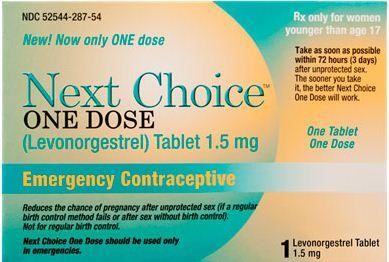 NDC 52544-287-54
Rx only for women
younger than age 17
New! Now only ONE dose
Take as soon as possible
within 72 hours (3 days)
after unprotected sex.
The sooner you take
it, the better Next Choice
One Dose will work.
Next Choice™
ONE DOSE
(Levonorgestrel) Tablet 1.5 mg
One Tablet
One Dose
Emergency Contraceptive
Reduces the chance of pregnancy after unprotected sex (if a regular
birth control method fails or after sex without birth control).
Not for regular birth control.
Next Choice One Dose should be used only
in emergencies.
1 Levonorgestrel Tablet
1.5 mg